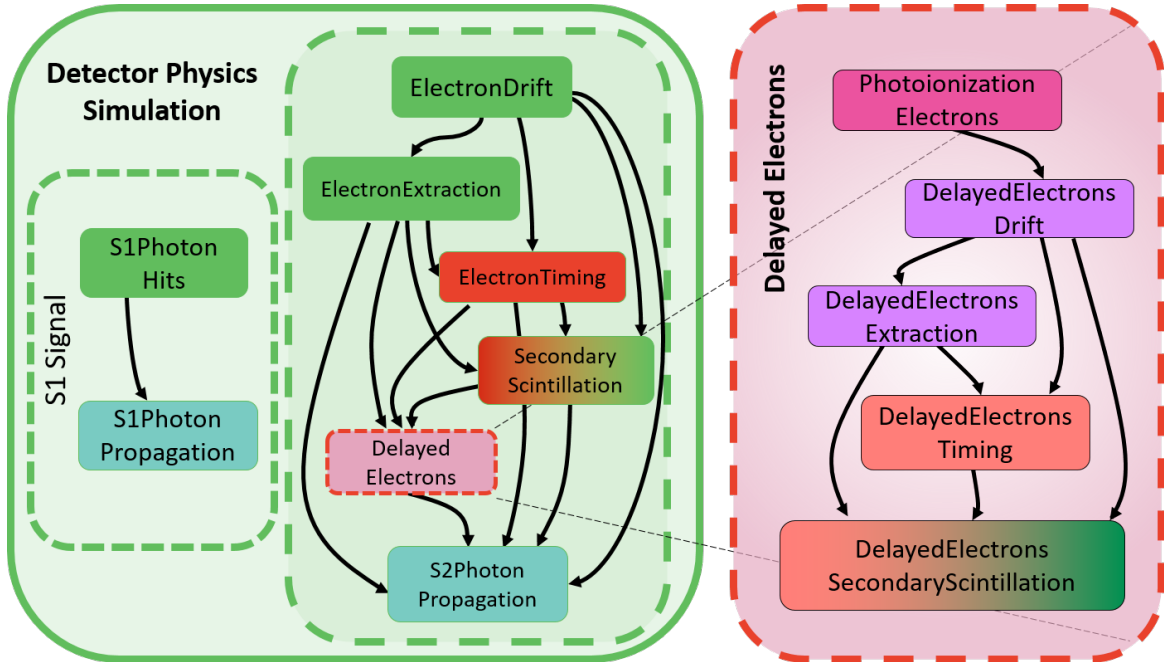 Detector Physics
Simulation
S1 Signal
S1Photon
Hits
S1Photon
Propagation
ElectronDrift
ElectronExtraction
ElectronTiming
Secondary
Scintillation
Delayed
Electrons
S2Photon
Propagation
Delayed Electrons
Photoionization
Electrons
DelayedElectrons
Drift
DelayedElectrons
Extraction
DelayedElectrons
Timing
DelayedElectrons
SecondaryScintillation